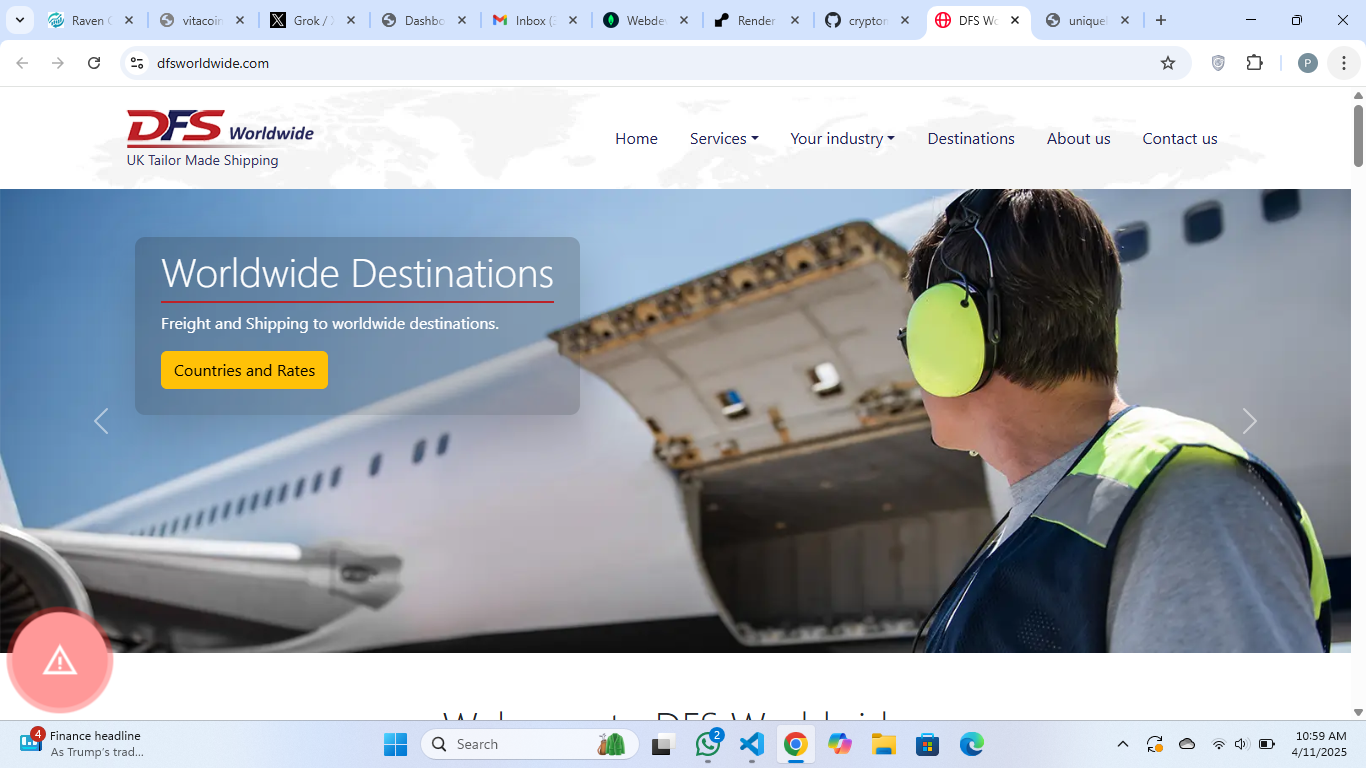 Raven C
vitacoin
Grok / X
Dashbo
Inbox (3
Webde
Render
crypton
DFS Wo
unique
dfsworldwide.com
P
DFS Worldwide
UK Tailor Made Shipping
Home
Services
Your industry
Destinations
About us
Contact us
Worldwide Destinations
Freight and Shipping to worldwide destinations.
Countries and Rates
4
Finance headline
As Trump's trad...
Search
2
10:59 AM
4/11/2025